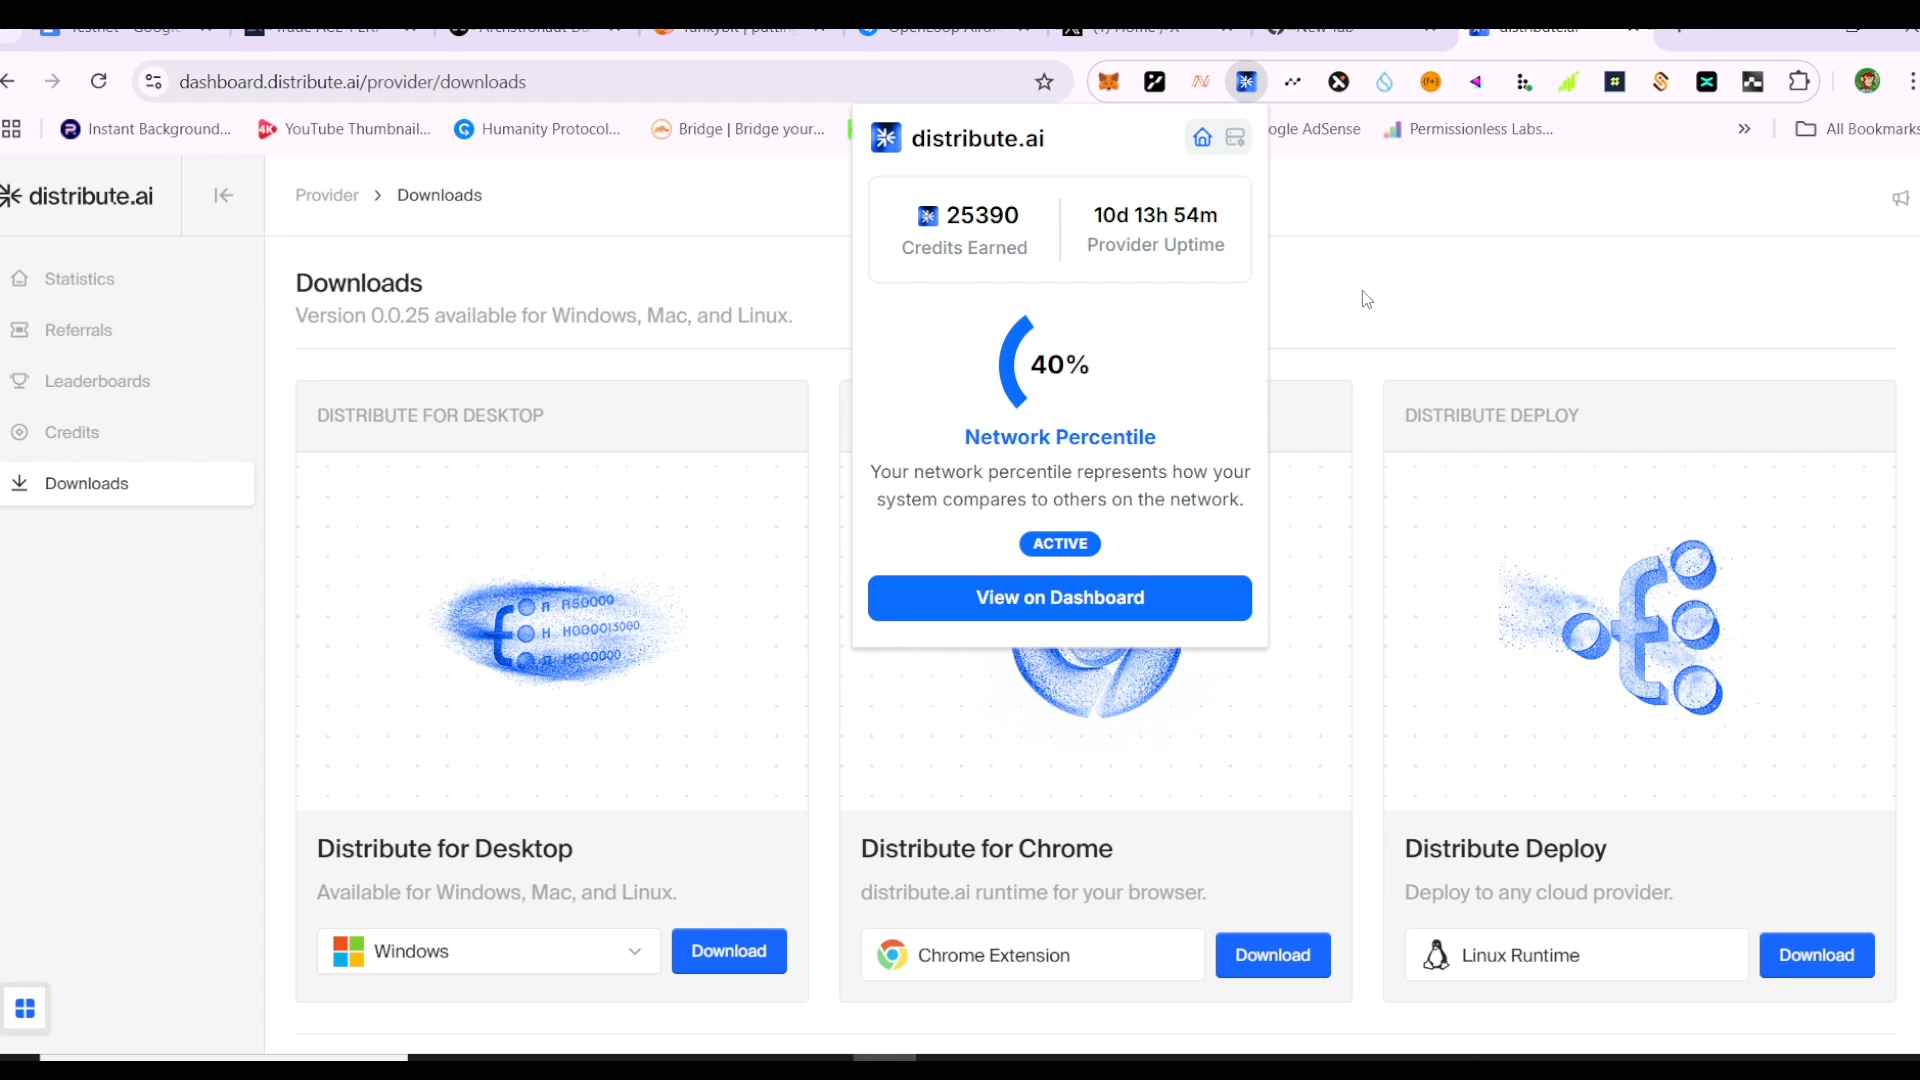 dashboard.distribute.ai/provider/downloads
Instant Background... YouTube Thumbnail... Humanity Protocol... Bridge | Bridge your... ogle AdSense Permissionless Labs... » All Bookmarks
distribute.ai
Provider > Downloads
Statistics
Referrals
Leaderboards
Credits
Downloads
Downloads
Version 0.0.25 available for Windows, Mac, and Linux.
distribute.ai
25390
Credits Earned
10d 13h 54m
Provider Uptime
40%
Network Percentile
Your network percentile represents how your
system compares to others on the network.
ACTIVE
View on Dashboard
DISTRIBUTE FOR DESKTOP
Distribute for Desktop
Available for Windows, Mac, and Linux.
Windows
Download
Distribute for Chrome
distribute.ai runtime for your browser.
Chrome Extension
Download
DISTRIBUTE DEPLOY
Distribute Deploy
Deploy to any cloud provider.
Linux Runtime
Download